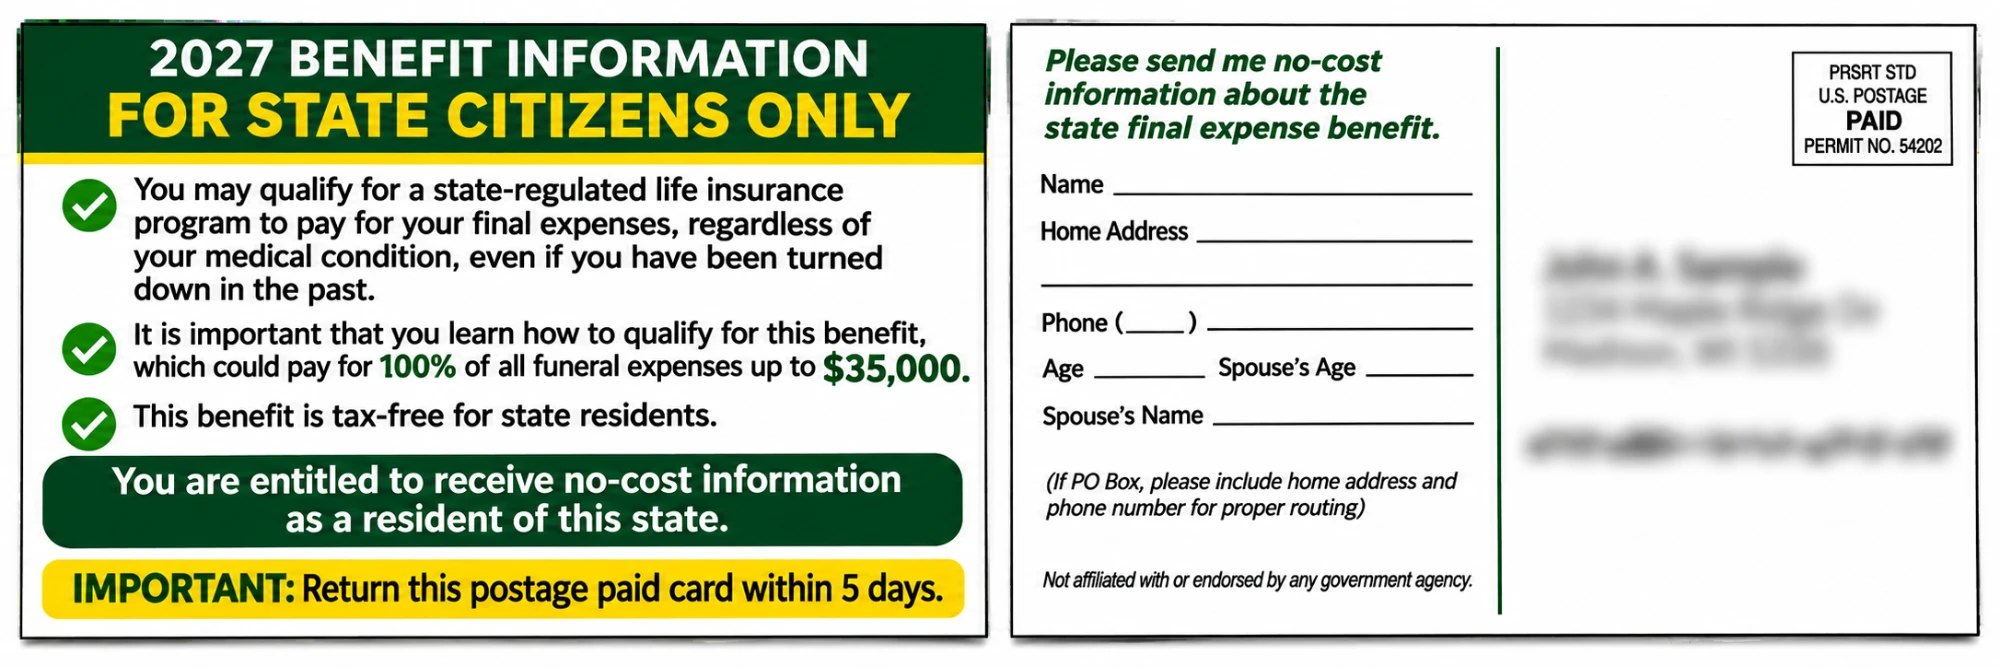 2027 BENEFIT INFORMATION
FOR STATE CITIZENS ONLY
You may qualify for a state-regulated life insurance
program to pay for your final expenses, regardless of
your medical condition, even if you have been turned
down in the past.
It is important that you learn how to qualify for this benefit,
which could pay for 100% of all funeral expenses up to $35,000.
This benefit is tax-free for state residents.
You are entitled to receive no-cost information
as a resident of this state.
IMPORTANT: Return this postage paid card within 5 days.
Please send me no-cost
information about the
state final expense benefit.
Name
Home Address
Phone (____)
Age Spouse's Age
Spouse's Name
(If PO Box, please include home address and
phone number for proper routing)
Not affiliated with or endorsed by any government agency.
PRSRT STD
U.S. POSTAGE
PAID
PERMIT NO. 54202